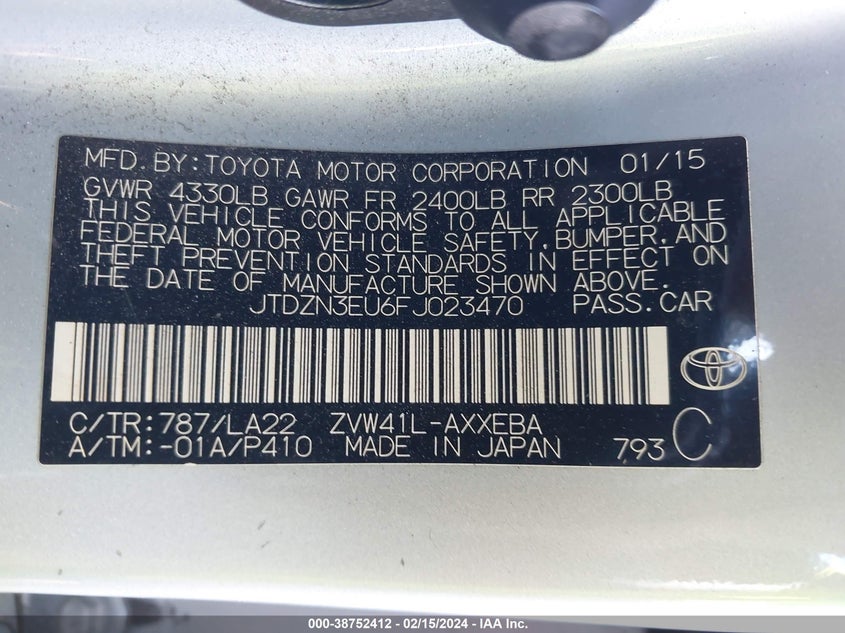 MFD.BY:TOYOTA MOTOR CORPORATION 01/15
GVWR 4330LB GAWR FR 2400LB RR 2300LB
THIS VEHICLE CONFORMS TO ALL APPLICABLE
FEDERAL MOTOR VEHICLE SAFETY,BUMPER,AND
THEFT PREVENTION STANDARDS IN EFFECT ON
THE DATE OF MANUFACTURE SHOWN ABOVE.
JTDZN3EU6FJ023470 PASS.CAR
C/TR:787/LA22 ZVW41L-AXXEBA
A/TM:-01A/P410 MADE IN JAPAN 793 C
000-38752412 - 02/15/2024 - IAA Inc.